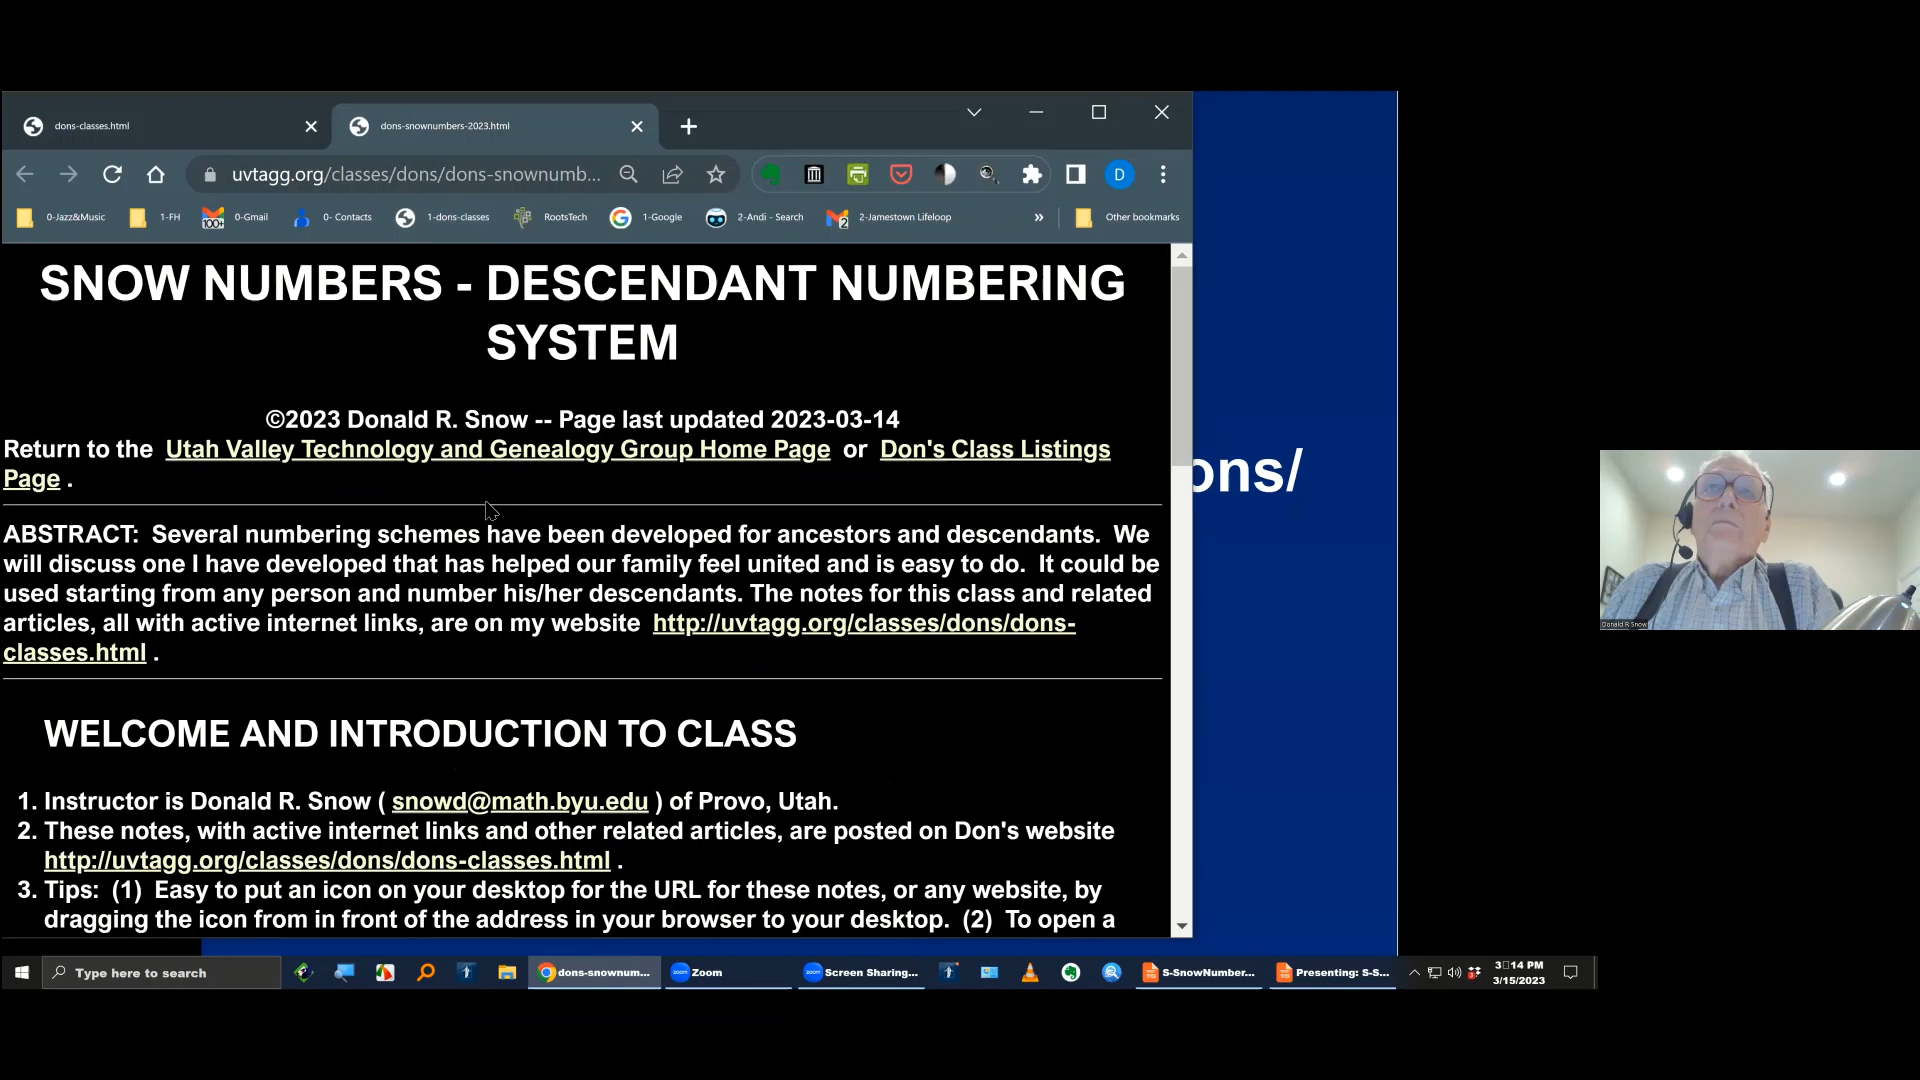 dons-classes.html
dons-snownumbers-2023.html
uvtagg.org/classes/dons/dons-snownumb...
D
0-Jazz&Music
1-FH
100+
0-Gmail
0- Contacts
1-dons-classes
RootsTech
1-Google
2-Andi - Search
2
2-Jamestown Lifeloop
»
Other bookmarks
SNOW NUMBERS - DESCENDANT NUMBERING
SYSTEM
©2023 Donald R. Snow -- Page last updated 2023-03-14
Return to the Utah Valley Technology and Genealogy Group Home Page or Don's Class Listings
Page .
ons/
ABSTRACT: Several numbering schemes have been developed for ancestors and descendants. We
will discuss one I have developed that has helped our family feel united and is easy to do. It could be
used starting from any person and number his/her descendants. The notes for this class and related
articles, all with active internet links, are on my website http://uvtagg.org/classes/dons/dons-
classes.html .
Donald R Snow
WELCOME AND INTRODUCTION TO CLASS
1. Instructor is Donald R. Snow ( snowd@math.byu.edu ) of Provo, Utah.
2. These notes, with active internet links and other related articles, are posted on Don's website
http://uvtagg.org/classes/dons/dons-classes.html .
3. Tips: (1) Easy to put an icon on your desktop for the URL for these notes, or any website, by
dragging the icon from in front of the address in your browser to your desktop. (2) To open a
Type here to search
dons-snownum...
zoom
Zoom
zoom
Screen Sharing...
S-SnowNumber...
Presenting: S-S...
3:14 PM
3/15/2023